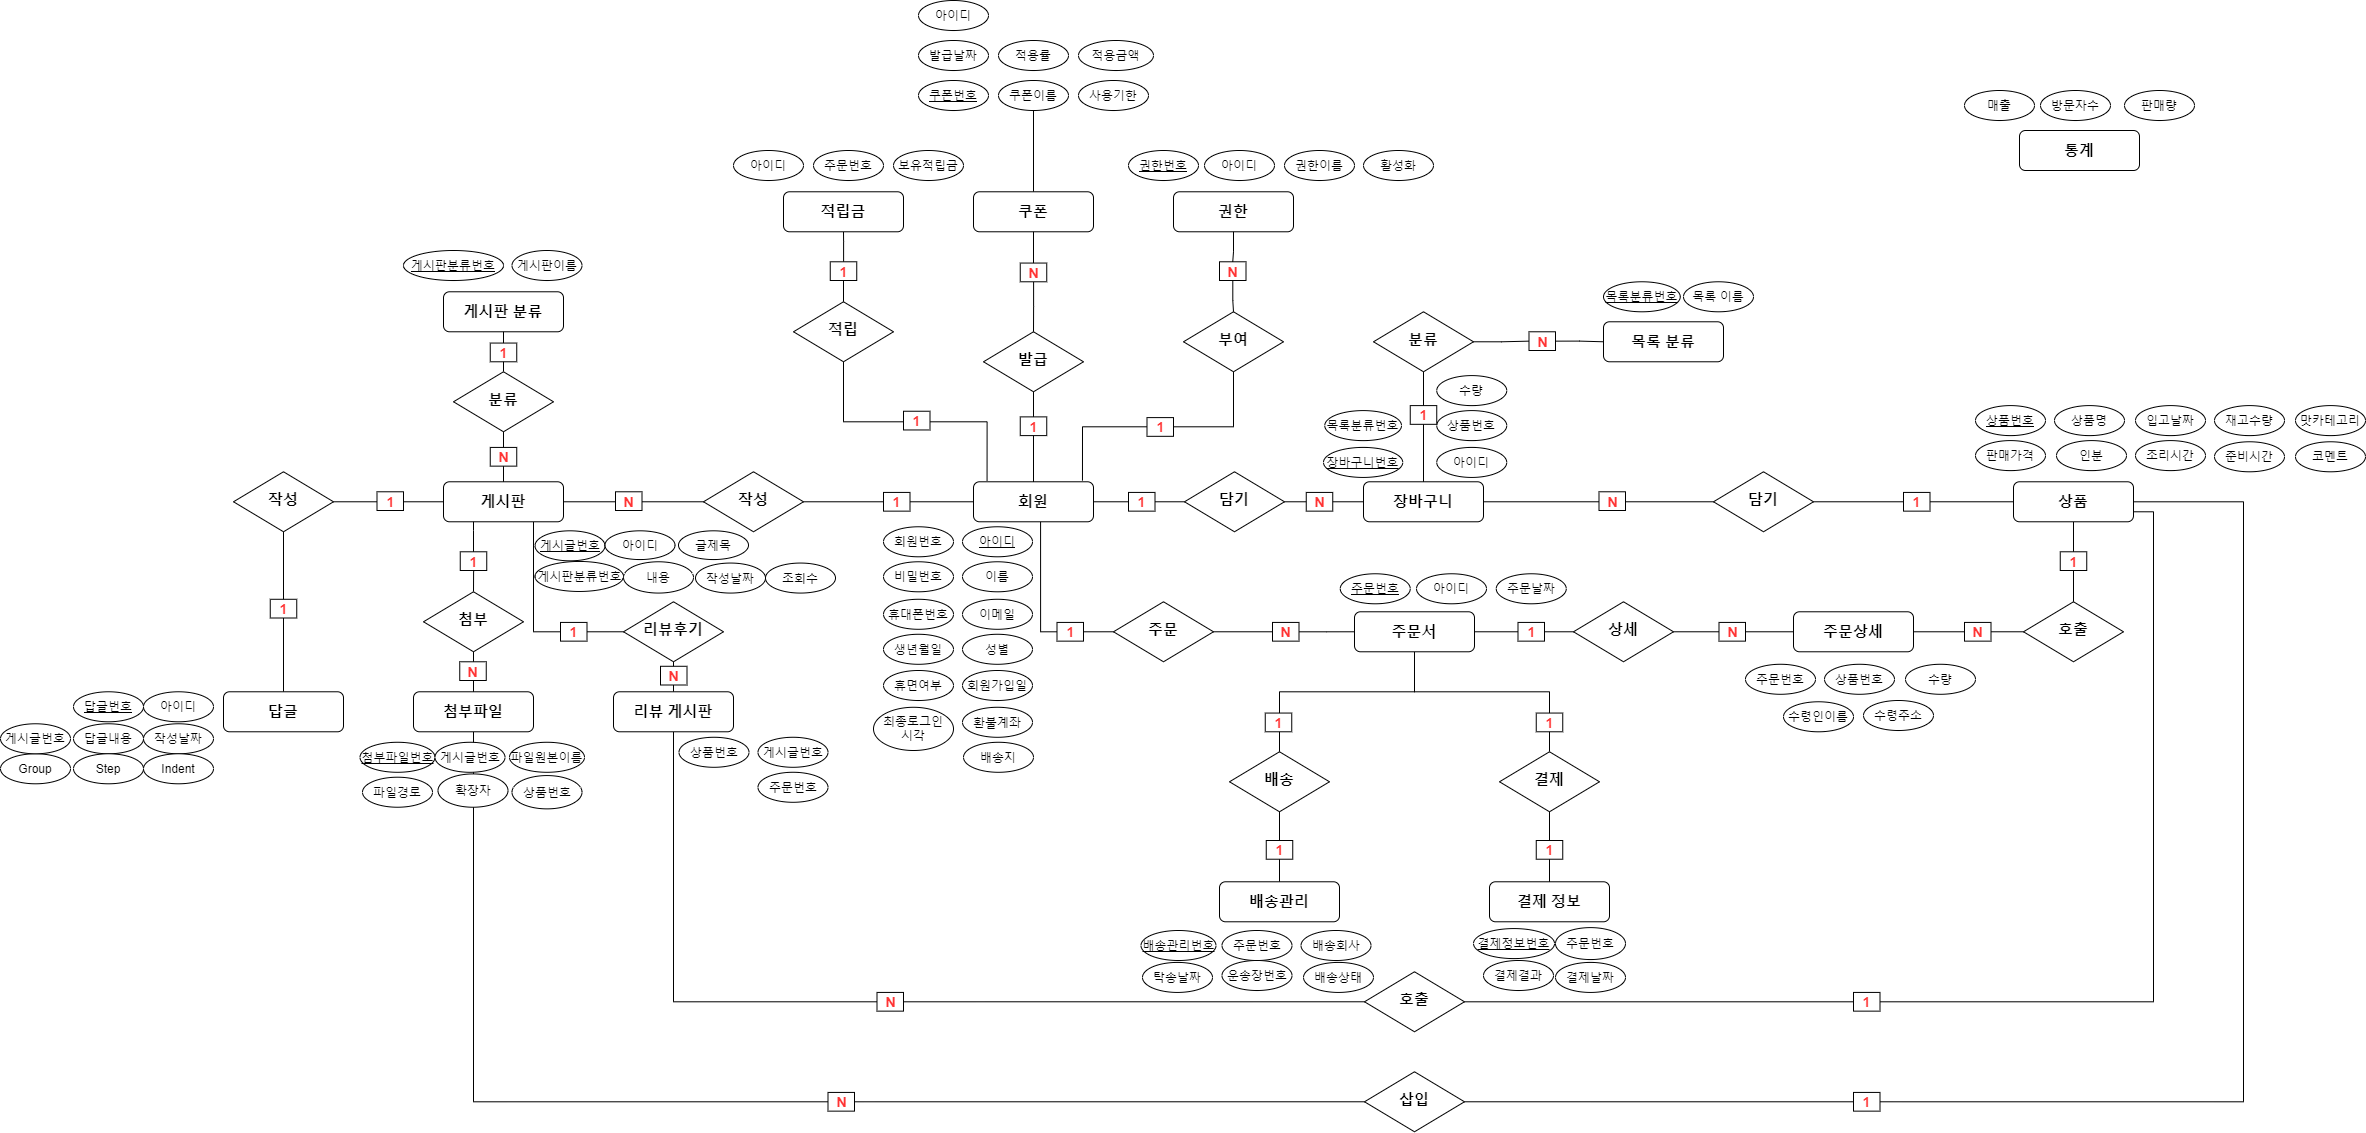 아이디
발급날짜
적용률
적용금액
쿠폰번호
쿠폰이름
사용기한
매출
방문자수
판매량
통계
아이디
주문번호
보유적립금
권한번호
아이디
권한이름
활성화
적립금
쿠폰
권한
게시판분류번호
게시판이름
1
N
N
목록분류번호
목록 이름
게시판 분류
적립
발급
부여
분류
N
목록 분류
1
분류
수량
1
1
1
1
목록분류번호
상품번호
상품번호
상품명
입고날짜
재고수량
맛카테고리
N
장바구니번호
아이디
판매가격
인분
조리시간
준비시간
코멘트
작성
1
게시판
N
작성
1
회원
1
담기
N
장바구니
N
담기
1
상품
게시글번호
아이디
글제목
회원번호
아이디
1
1
게시판분류번호
내용
작성날짜
조회수
비밀번호
이름
주문번호
아이디
주문날짜
1
첨부
1
리뷰후기
휴대폰번호
이메일
1
주문
N
주문서
1
상세
N
주문상세
N
호출
생년월일
성별
N
N
휴면여부
회원가입일
주문번호
상품번호
수량
답글번호
아이디
답글
첨부파일
리뷰 게시판
수령인이름
수령주소
게시글번호
답글내용
작성날짜
최종로그인
시각
환불계좌
1
1
Group
Step
Indent
첨부파일번호
게시글번호
파일원본이름
상품번호
게시글번호
배송지
파일경로
확장자
상품번호
주문번호
배송
결제
1
1
배송관리
결제 정보
배송관리번호
주문번호
배송회사
결제정보번호
주문번호
탁송날짜
운송장번호
배송상태
결제결과
결제날짜
N
호출
1
N
삽입
1